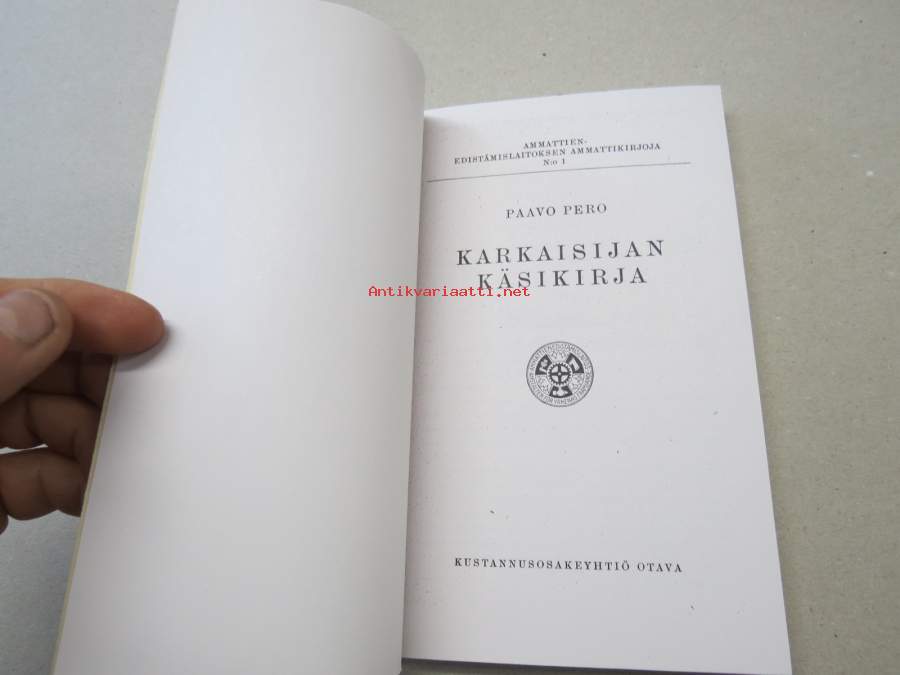 AMMATTIEN-
EDISTÄMISLAITOKSEN AMMATTIKIRJOJA
N:o 1
PAAVO PERO
KARKAISIJAN
KÄSIKIRJA
Antikvariaatti.net
KUSTANNUSOSAKEYHTIÖ OTAVA